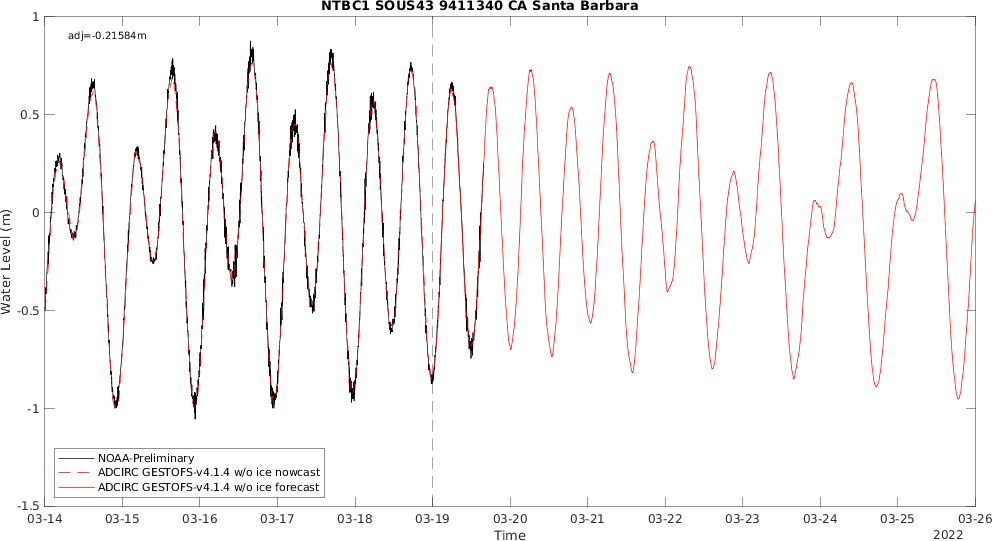 NTBC1 SOUS43 9411340 CA Santa Barbara
adj=-0.21584m
1
0.5
0
-0.5
-1
-1.5
Water Level (m)
NOAA-Preliminary
ADCIRC GESTOFS-v4.1.4 w/o ice nowcast
ADCIRC GESTOFS-v4.1.4 w/o ice forecast
03-14 03-15 03-16 03-17 03-18 03-19 03-20 03-21 03-22 03-23 03-24 03-25 03-26
Time
2022